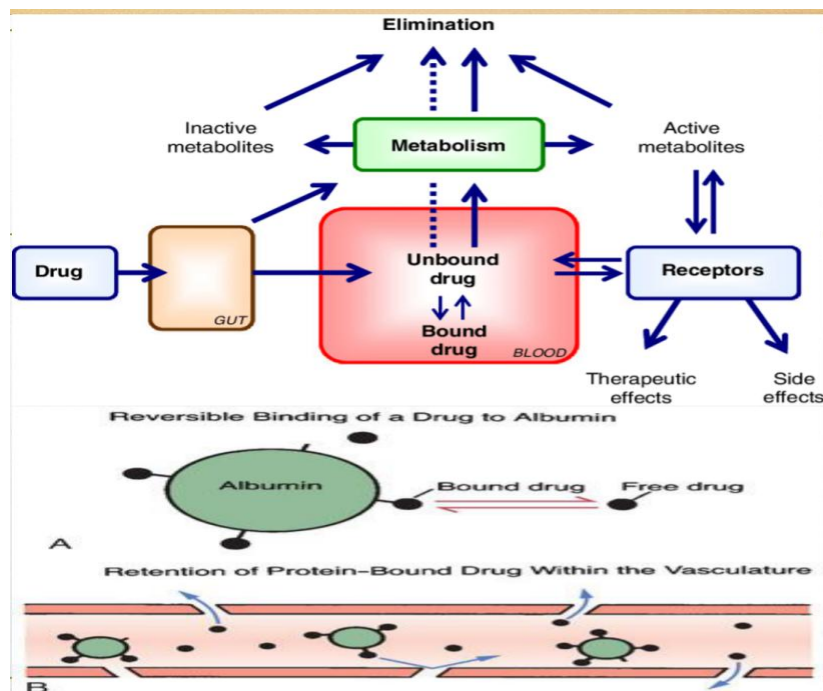 Elimination
Inactive
metabolites
Metabolism
Active
metabolites
Drug
GUT
Unbound
drug
Bound
drug
BLOOD
Receptors
Therapeutic
effects
Side
effects
Reversible Binding of a Drug to Albumin
Albumin
Bound drug
Free drug
A
Retention of Protein-Bound Drug Within the Vasculature
B